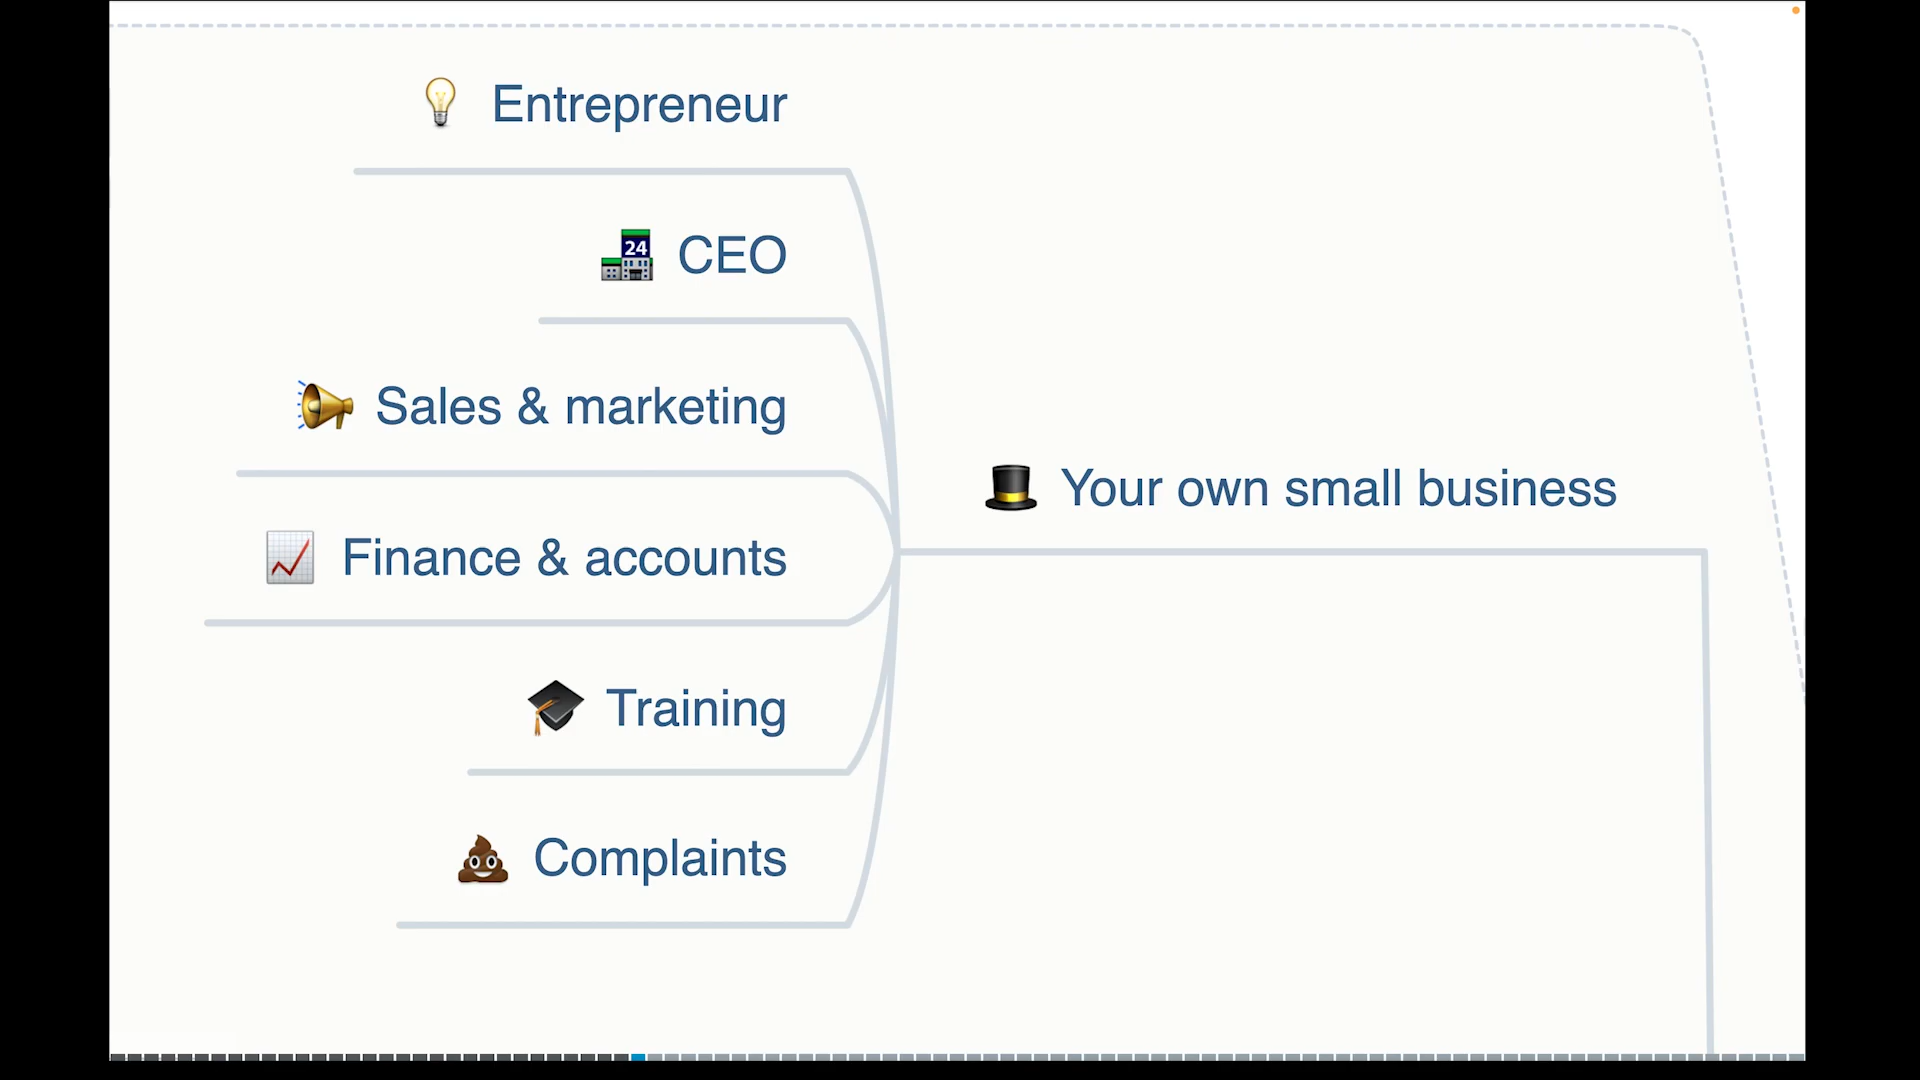 Entrepreneur
24
CEO
Sales & marketing
Your own small business
Finance & accounts
Training
Complaints